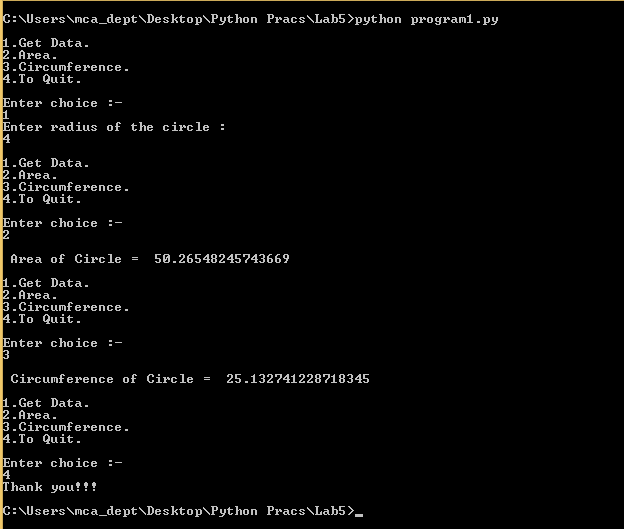 C:\Users\mca_dept\Desktop\Python Pracs\Lab5>python program1.py
1.Get Data.
2.Area.
3.Circumference.
4.To Quit.
Enter choice :-
1
Enter radius of the circle :
4
1.Get Data.
2.Area.
3.Circumference.
4.To Quit.
Enter choice :-
2
Area of Circle =  50.26548245743669
1.Get Data.
2.Area.
3.Circumference.
4.To Quit.
Enter choice :-
3
Circumference of Circle =  25.132741228718345
1.Get Data.
2.Area.
3.Circumference.
4.To Quit.
Enter choice :-
4
Thank you!!!
C:\Users\mca_dept\Desktop\Python Pracs\Lab5>_